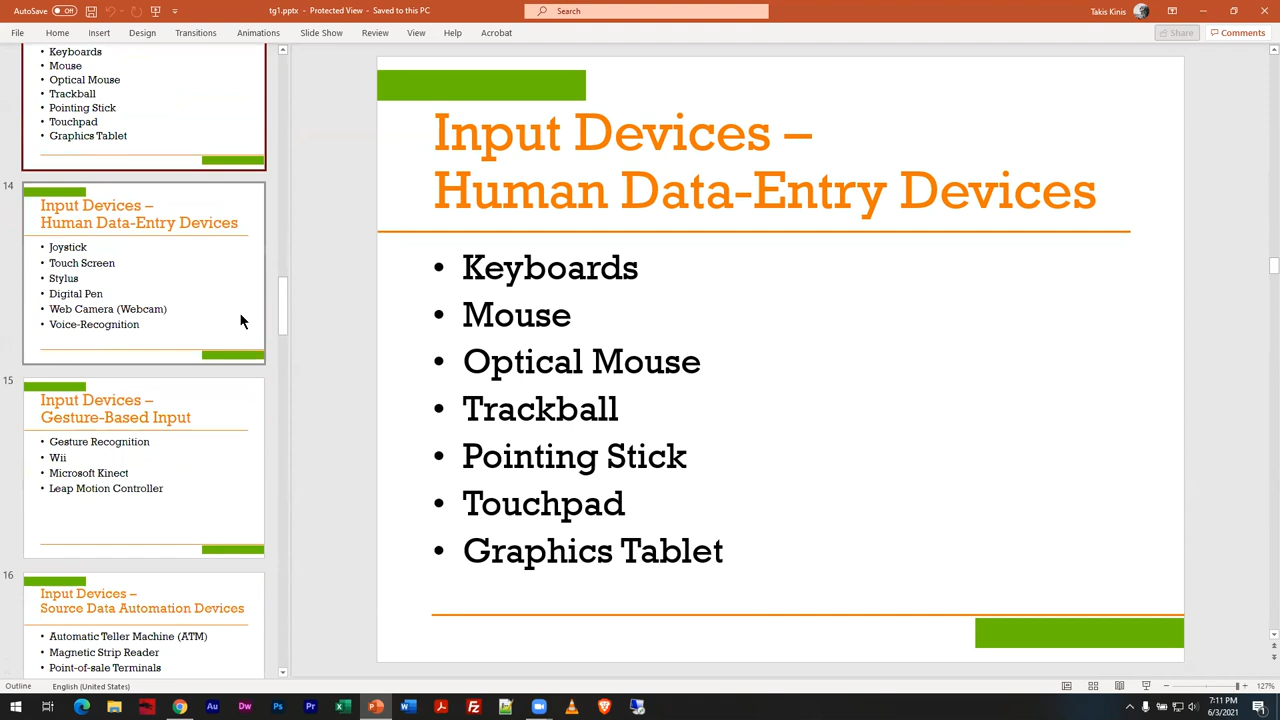 AutoSave Off
tg1.pptx - Protected View - Saved to this PC
Search
Takis Kinis
File Home Insert Design Transitions Animations Slide Show Review View Help Acrobat
Share Comments
• Keyboards
• Mouse
• Optical Mouse
• Trackball
• Pointing Stick
• Touchpad
• Graphics Tablet
14
Input Devices –
Human Data-Entry Devices
• Joystick
• Touch Screen
• Stylus
• Digital Pen
• Web Camera (Webcam)
• Voice-Recognition
15
Input Devices –
Gesture-Based Input
• Gesture Recognition
• Wii
• Microsoft Kinect
• Leap Motion Controller
16
Input Devices –
Source Data Automation Devices
• Automatic Teller Machine (ATM)
• Magnetic Strip Reader
• Point-of-sale Terminals
Input Devices –
Human Data-Entry Devices
• Keyboards
• Mouse
• Optical Mouse
• Trackball
• Pointing Stick
• Touchpad
• Graphics Tablet
Outline English (United States)
127%
Au Dw Ps Pr
7:11 PM
6/3/2021